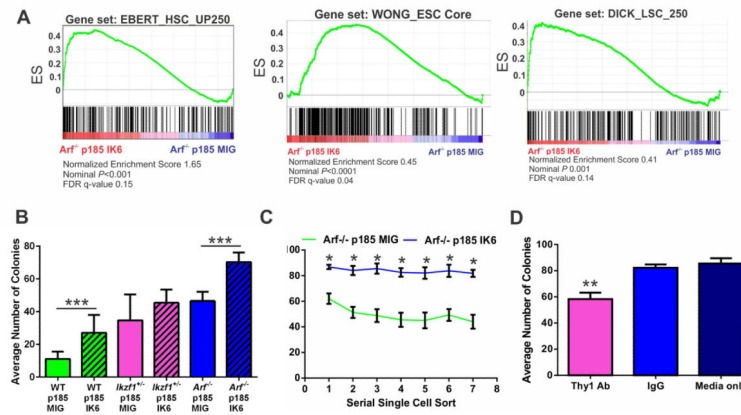 A
Gene set: EBERT_HSC_UP250
Gene set: WONG_ESC Core
Gene set: DICK_LSC_250
ES
0.4
0.3
0.2
0.1
0
ES
0.4
0.3
0.2
0.1
0
ES
0.4
0.3
0.2
0.1
0
Arf-/- p185 IK6 Arf-/- p185 MIG
Normalized Enrichment Score 1.65
Nominal P<0.001
FDR q-value 0.15
Arf-/- p185 IK6 Arf-/- p185 MIG
Normalized Enrichment Score 0.45
Nominal P<0.0001
FDR q-value 0.04
Arf-/- p185 IK6 Arf-/- p185 MIG
Normalized Enrichment Score 0.41
Nominal P 0.001
FDR q-value 0.14
B
Average Number of Colonies
80
60
40
20
0
***
***
WT p185 MIG
WT p185 IK6
Ikzf1+/- p185 MIG
Ikzf1+/- p185 IK6
Arf-/- p185 MIG
Arf-/- p185 IK6
C
Arf-/- p185 MIG Arf-/- p185 IK6
100
80
60
40
20
0
* * * * * * *
0 1 2 3 4 5 6 7 8
Serial Single Cell Sort
D
Average Number of Colonies
100
80
60
40
20
0
**
Thy1 Ab IgG Media only